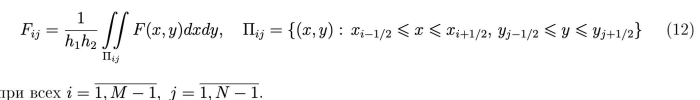 F_{ij} = \frac{1}{h_1 h_2} \iint\limits_{\Pi_{ij}} F(x, y) dx dy, \quad \Pi_{ij} = \{(x, y) : x_{i-1/2} \leqslant x \leqslant x_{i+1/2}, y_{j-1/2} \leqslant y \leqslant y_{j+1/2}\} \quad (12)
при всех i = \overline{1, M - 1}, j = \overline{1, N - 1}.